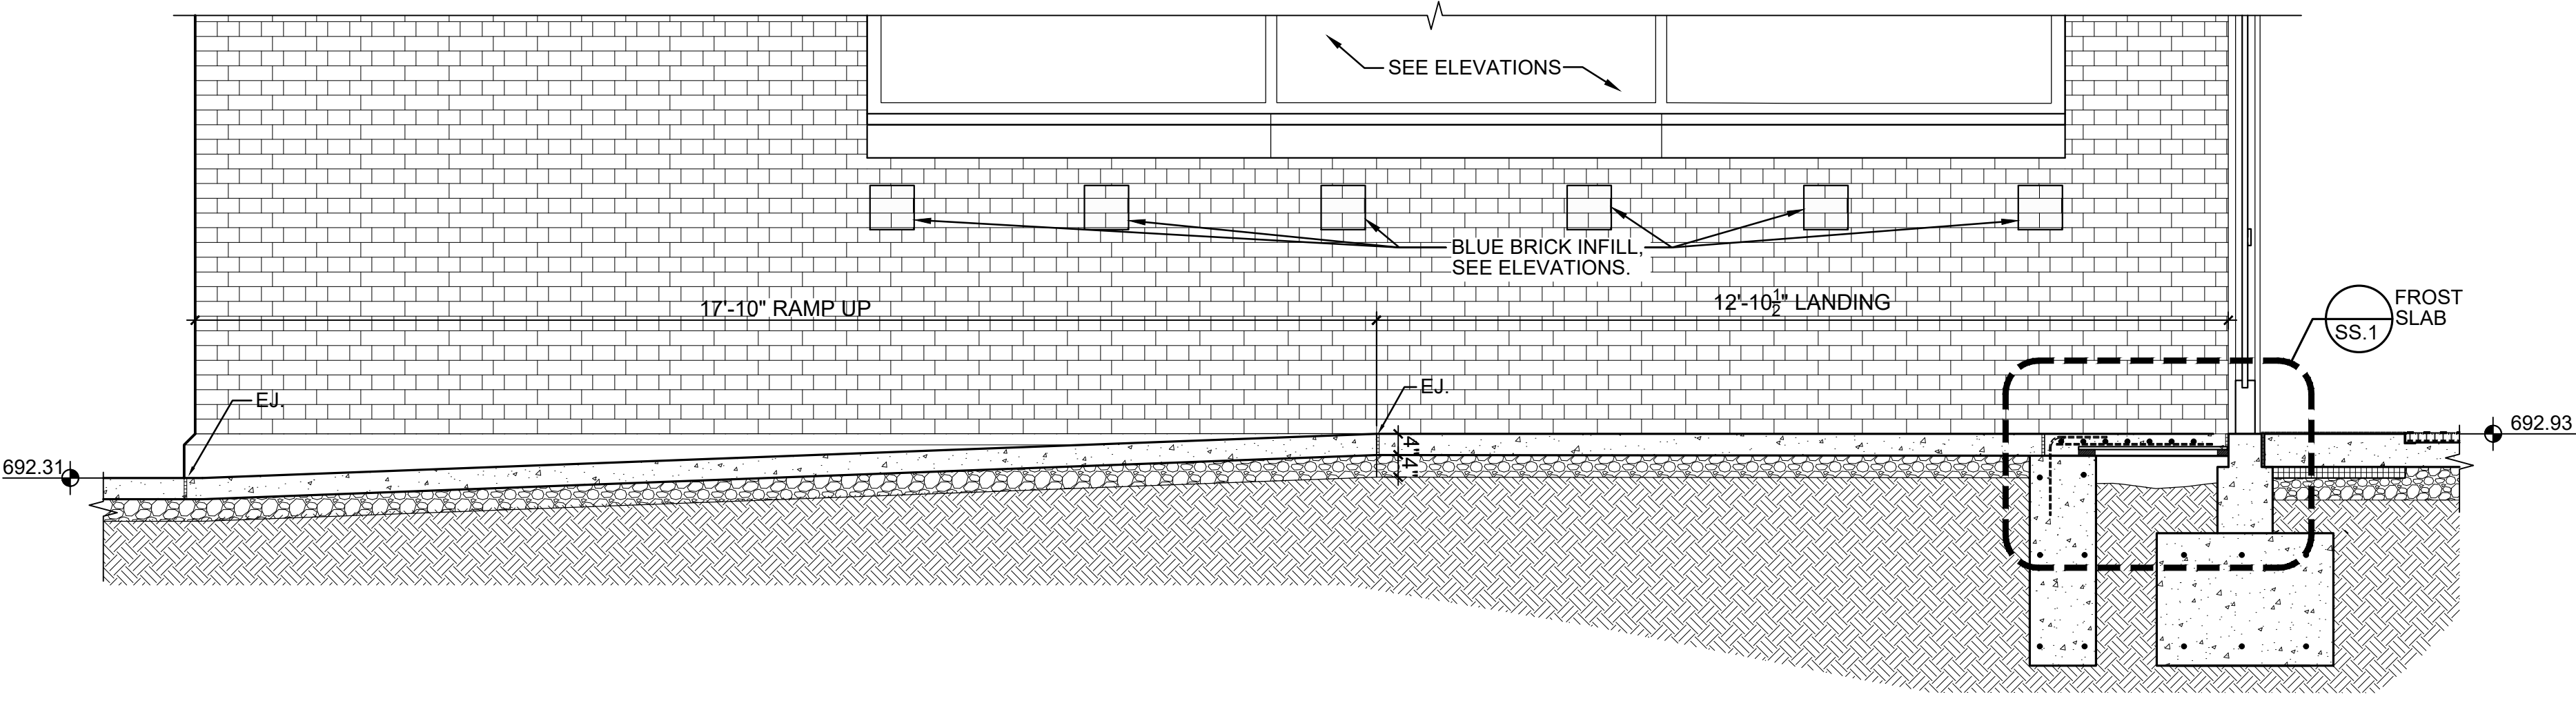 SEE ELEVATIONS
BLUE BRICK INFILL,
SEE ELEVATIONS.
17'-10" RAMP UP
12'-10½" LANDING
FROST
SLAB
SS.1
EJ.
EJ.
692.31
692.93
4"
4"